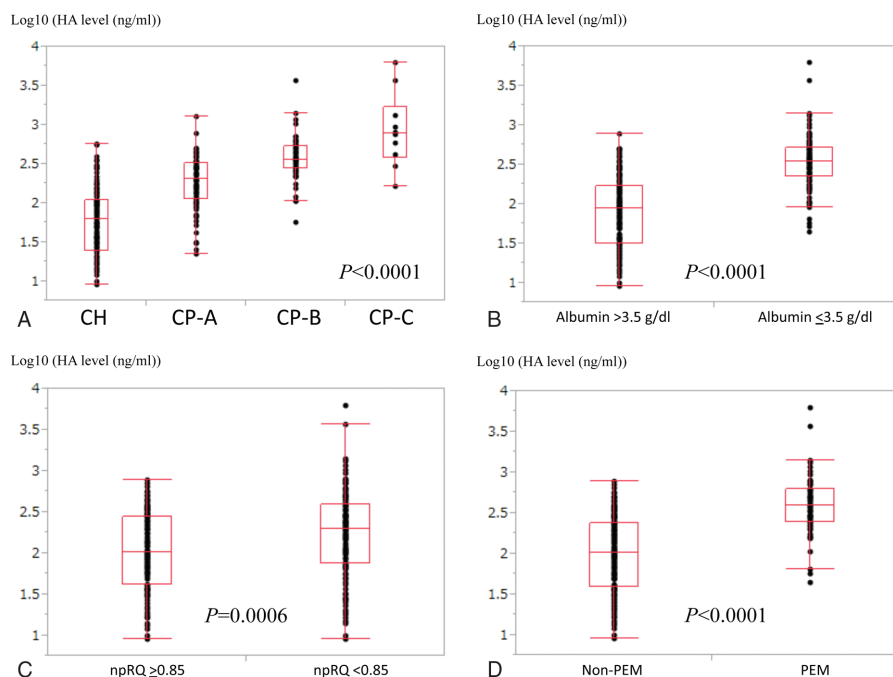 Log10 (HA level (ng/ml))
4
3.5
3
2.5
2
1.5
1
P<0.0001
A
CH
CP-A
CP-B
CP-C
Log10 (HA level (ng/ml))
4
3.5
3
2.5
2
1.5
1
P<0.0001
B
Albumin >3.5 g/dl
Albumin ≤3.5 g/dl
Log10 (HA level (ng/ml))
4
3.5
3
2.5
2
1.5
1
P=0.0006
C
npRQ ≥0.85
npRQ <0.85
Log10 (HA level (ng/ml))
4
3.5
3
2.5
2
1.5
1
P<0.0001
D
Non-PEM
PEM